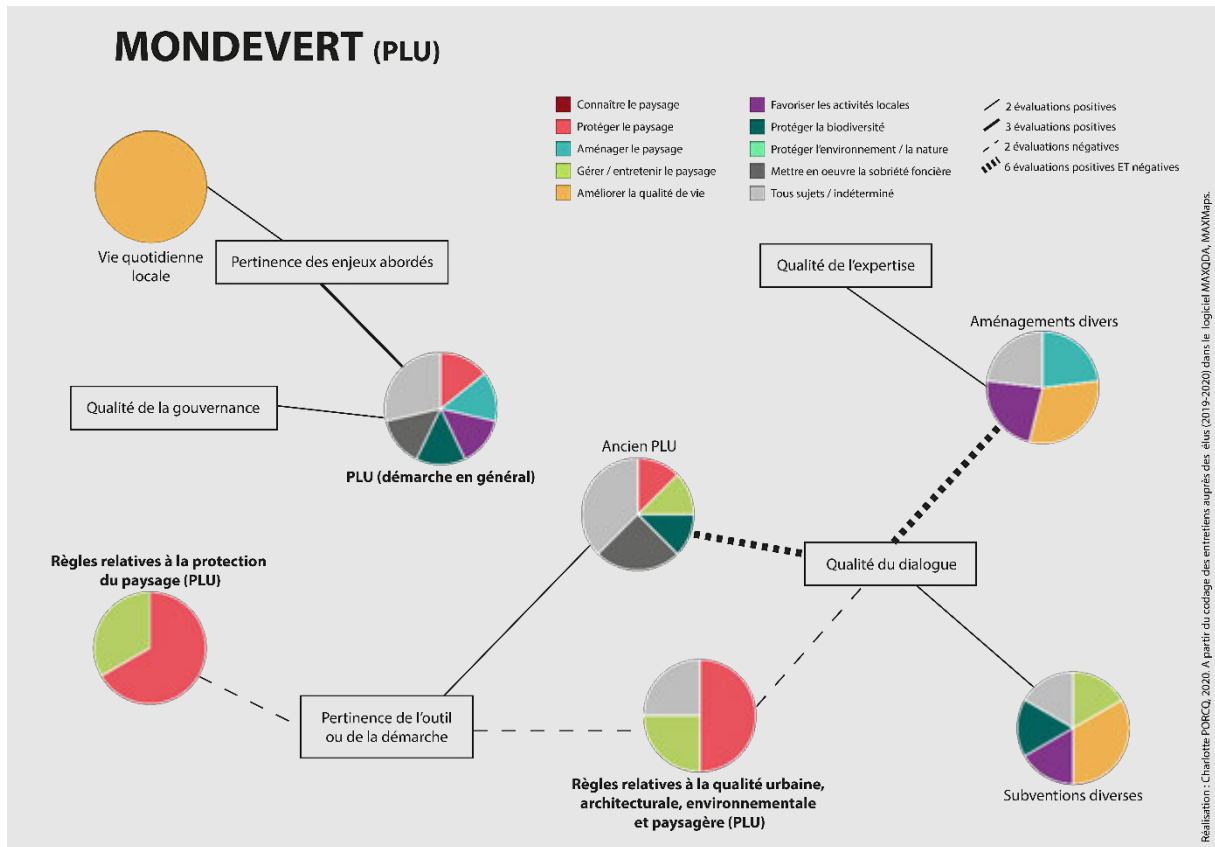 MONDEVERT (PLU)
Connaître le paysage
Protéger le paysage
Aménager le paysage
Gérer / entretenir le paysage
Améliorer la qualité de vie
Favoriser les activités locales
Protéger la biodiversité
Protéger l'environnement / la nature
Mettre en oeuvre la sobriété foncière
Tous sujets / indéterminé
2 évaluations positives
3 évaluations positives
2 évaluations négatives
6 évaluations positives ET négatives
Vie quotidienne
locale
Pertinence des enjeux abordés
Qualité de l'expertise
Aménagements divers
Qualité de la gouvernance
PLU (démarche en général)
Ancien PLU
Qualité du dialogue
Règles relatives à la protection
du paysage (PLU)
Pertinence de l'outil
ou de la démarche
Règles relatives à la qualité urbaine,
architecturale, environnementale
et paysagère (PLU)
Subventions diverses
Réalisation : Charlotte PORCQ, 2020. A partir du codage des entretiens auprès des élus (2019-2020) dans le logiciel MAXQDA, MAXMaps.